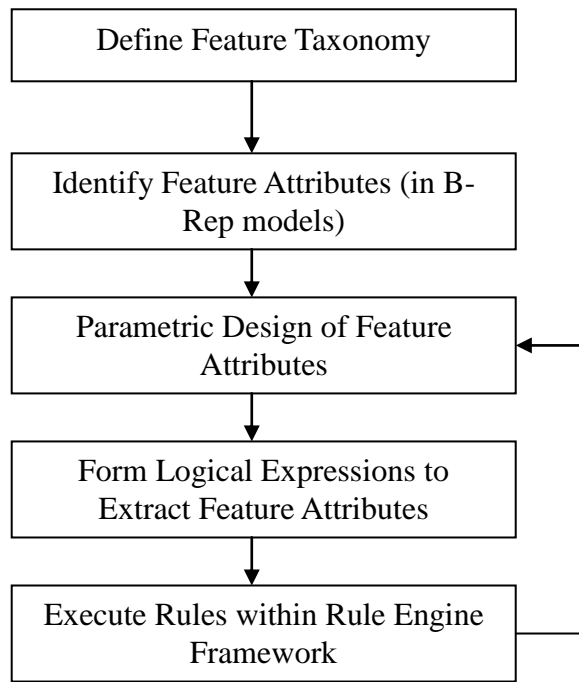 Define Feature Taxonomy
Identify Feature Attributes (in B-
Rep models)
Parametric Design of Feature
Attributes
Form Logical Expressions to
Extract Feature Attributes
Execute Rules within Rule Engine
Framework